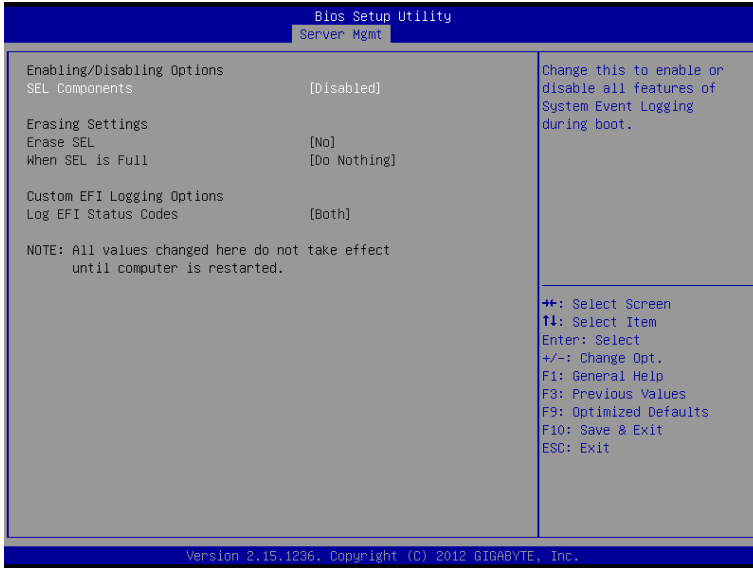 Bios Setup Utility
Server Mgmt
Enabling/Disabling Options
SEL Components [Disabled]
Erasing Settings
Erase SEL [No]
When SEL is Full [Do Nothing]
Custom EFI Logging Options
Log EFI Status Codes [Both]
NOTE: All values changed here do not take effect
until computer is restarted.
Change this to enable or
disable all features of
System Event Logging
during boot.
→←: Select Screen
↑↓: Select Item
Enter: Select
+/-: Change Opt.
F1: General Help
F3: Previous Values
F9: Optimized Defaults
F10: Save & Exit
ESC: Exit
Version 2.15.1236. Copyright (C) 2012 GIGABYTE, Inc.